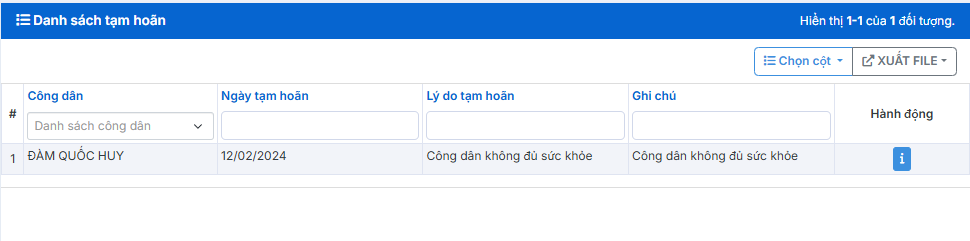 Danh sách tạm hoãn
Hiển thị 1-1 của 1 đối tượng.
Chọn cột
XUẤT FILE
# Công dân Ngày tạm hoãn Lý do tạm hoãn Ghi chú Hành động
Danh sách công dân
1 ĐÀM QUỐC HUY 12/02/2024 Công dân không đủ sức khỏe Công dân không đủ sức khỏe